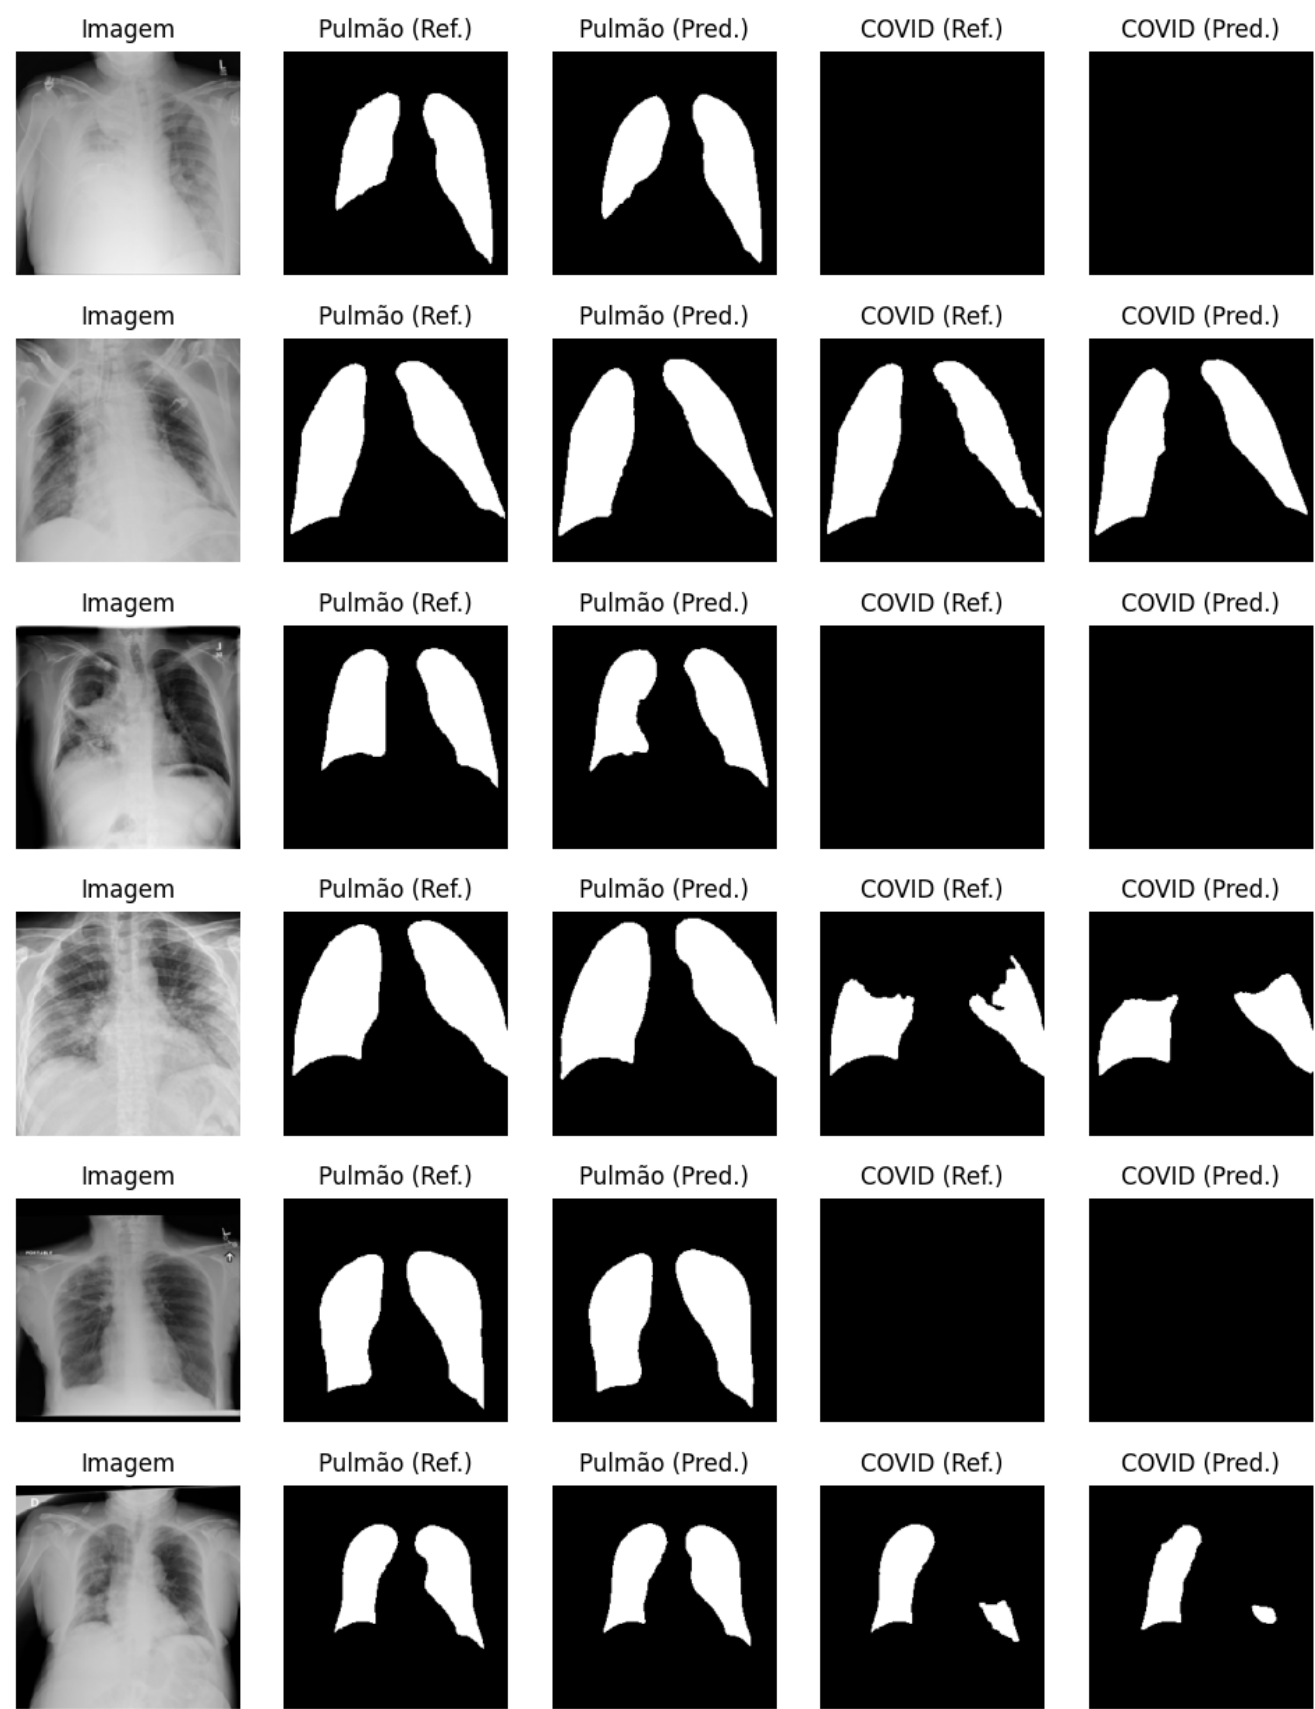 Imagem Pulmão (Ref.) Pulmão (Pred.) COVID (Ref.) COVID (Pred.)
L
Imagem Pulmão (Ref.) Pulmão (Pred.) COVID (Ref.) COVID (Pred.)
Imagem Pulmão (Ref.) Pulmão (Pred.) COVID (Ref.) COVID (Pred.)
Imagem Pulmão (Ref.) Pulmão (Pred.) COVID (Ref.) COVID (Pred.)
Imagem Pulmão (Ref.) Pulmão (Pred.) COVID (Ref.) COVID (Pred.)
PORTABLE
Imagem Pulmão (Ref.) Pulmão (Pred.) COVID (Ref.) COVID (Pred.)
D